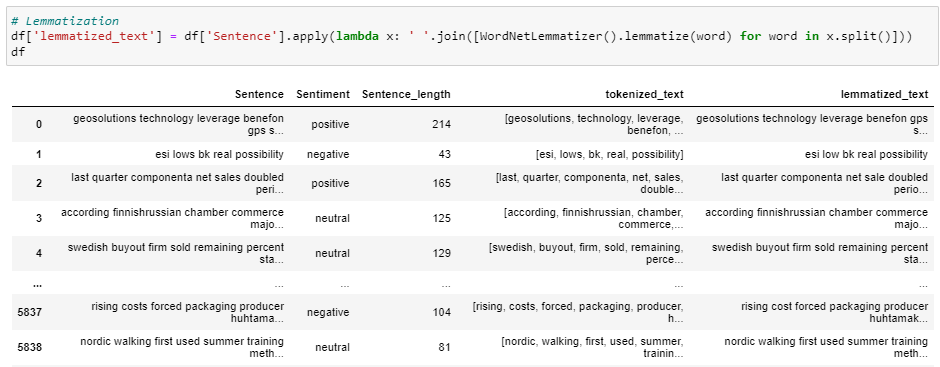 # Lemmatization
df['lemmatized_text'] = df['Sentence'].apply(lambda x: ' '.join([WordNetLemmatizer().lemmatize(word) for word in x.split()]))
df
Sentence Sentiment Sentence_length tokenized_text lemmatized_text
0 geosolutions technology leverage benefon gps s... positive 214 [geosolutions, technology, leverage, benefon, ... geosolutions technology leverage benefon gps s...
1 esi lows bk real possibility negative 43 [esi, lows, bk, real, possibility] esi low bk real possibility
2 last quarter componenta net sales doubled peri... positive 165 [last, quarter, componenta, net, sales, double... last quarter componenta net sale doubled perio...
3 according finnishrussian chamber commerce majo... neutral 125 [according, finnishrussian, chamber, commerce,... according finnishrussian chamber commerce majo...
4 swedish buyout firm sold remaining percent sta... neutral 129 [swedish, buyout, firm, sold, remaining, perce... swedish buyout firm sold remaining percent sta...
... ... ... ... ... ...
5837 rising costs forced packaging producer huhtama... negative 104 [rising, costs, forced, packaging, producer, h... rising cost forced packaging producer huhtamak...
5838 nordic walking first used summer training meth... neutral 81 [nordic, walking, first, used, summer, trainin... nordic walking first used summer training meth...